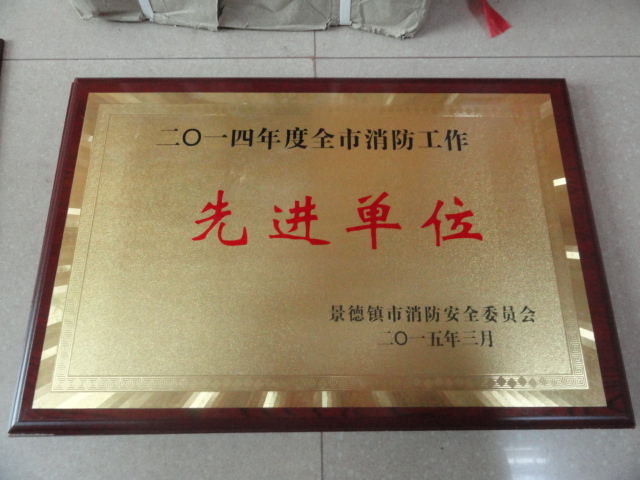 二〇一四年度全市消防工作
先进单位
景德镇市消防安全委员会
二〇一五年三月